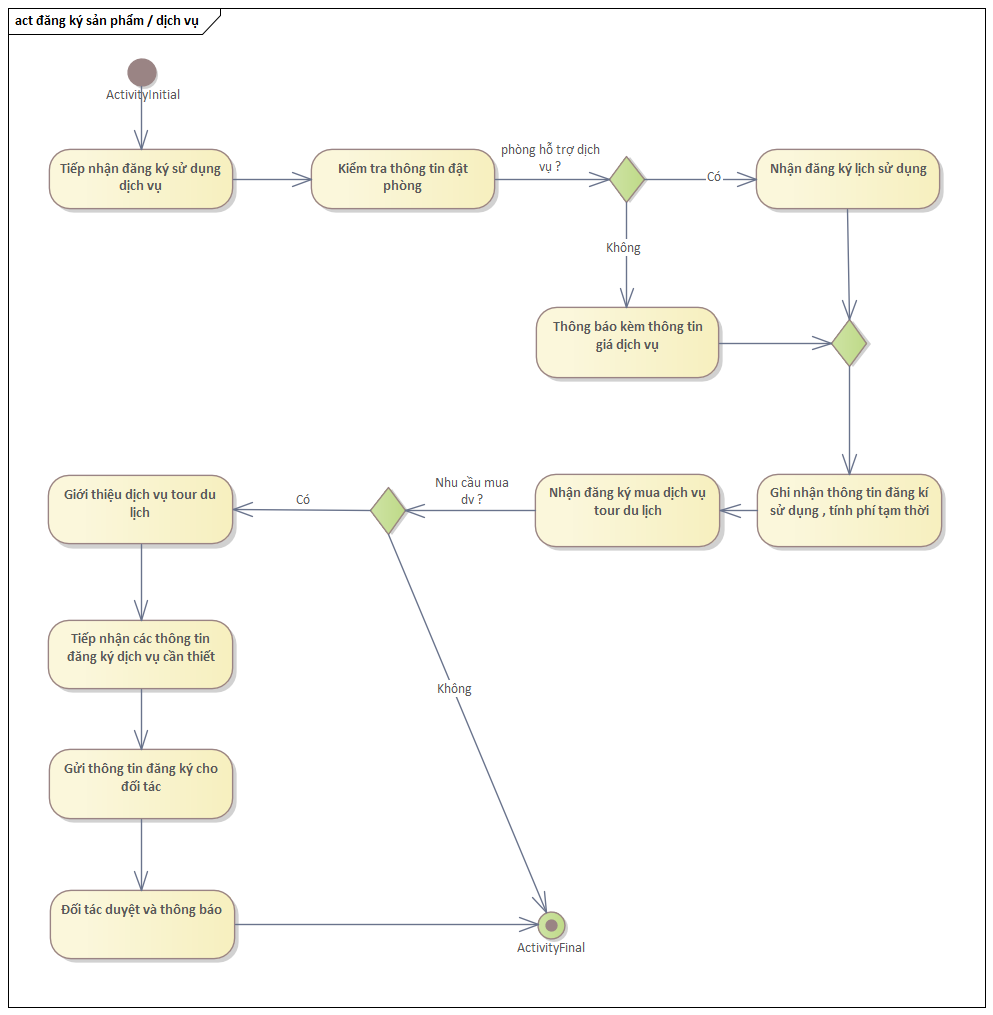 act đăng ký sản phẩm / dịch vụ
ActivityInitial
Tiếp nhận đăng ký sử dụng
dịch vụ
Kiểm tra thông tin đặt
phòng
phòng hỗ trợ dịch
vụ ?
Có
Nhận đăng ký lịch sử dụng
Không
Thông báo kèm thông tin
giá dịch vụ
Ghi nhận thông tin đăng kí
sử dụng , tính phí tạm thời
Nhận đăng ký mua dịch vụ
tour du lịch
Nhu cầu mua
dv ?
Có
Giới thiệu dịch vụ tour du
lịch
Tiếp nhận các thông tin
đăng ký dịch vụ cần thiết
Không
Gửi thông tin đăng ký cho
đối tác
Đối tác duyệt và thông báo
ActivityFinal